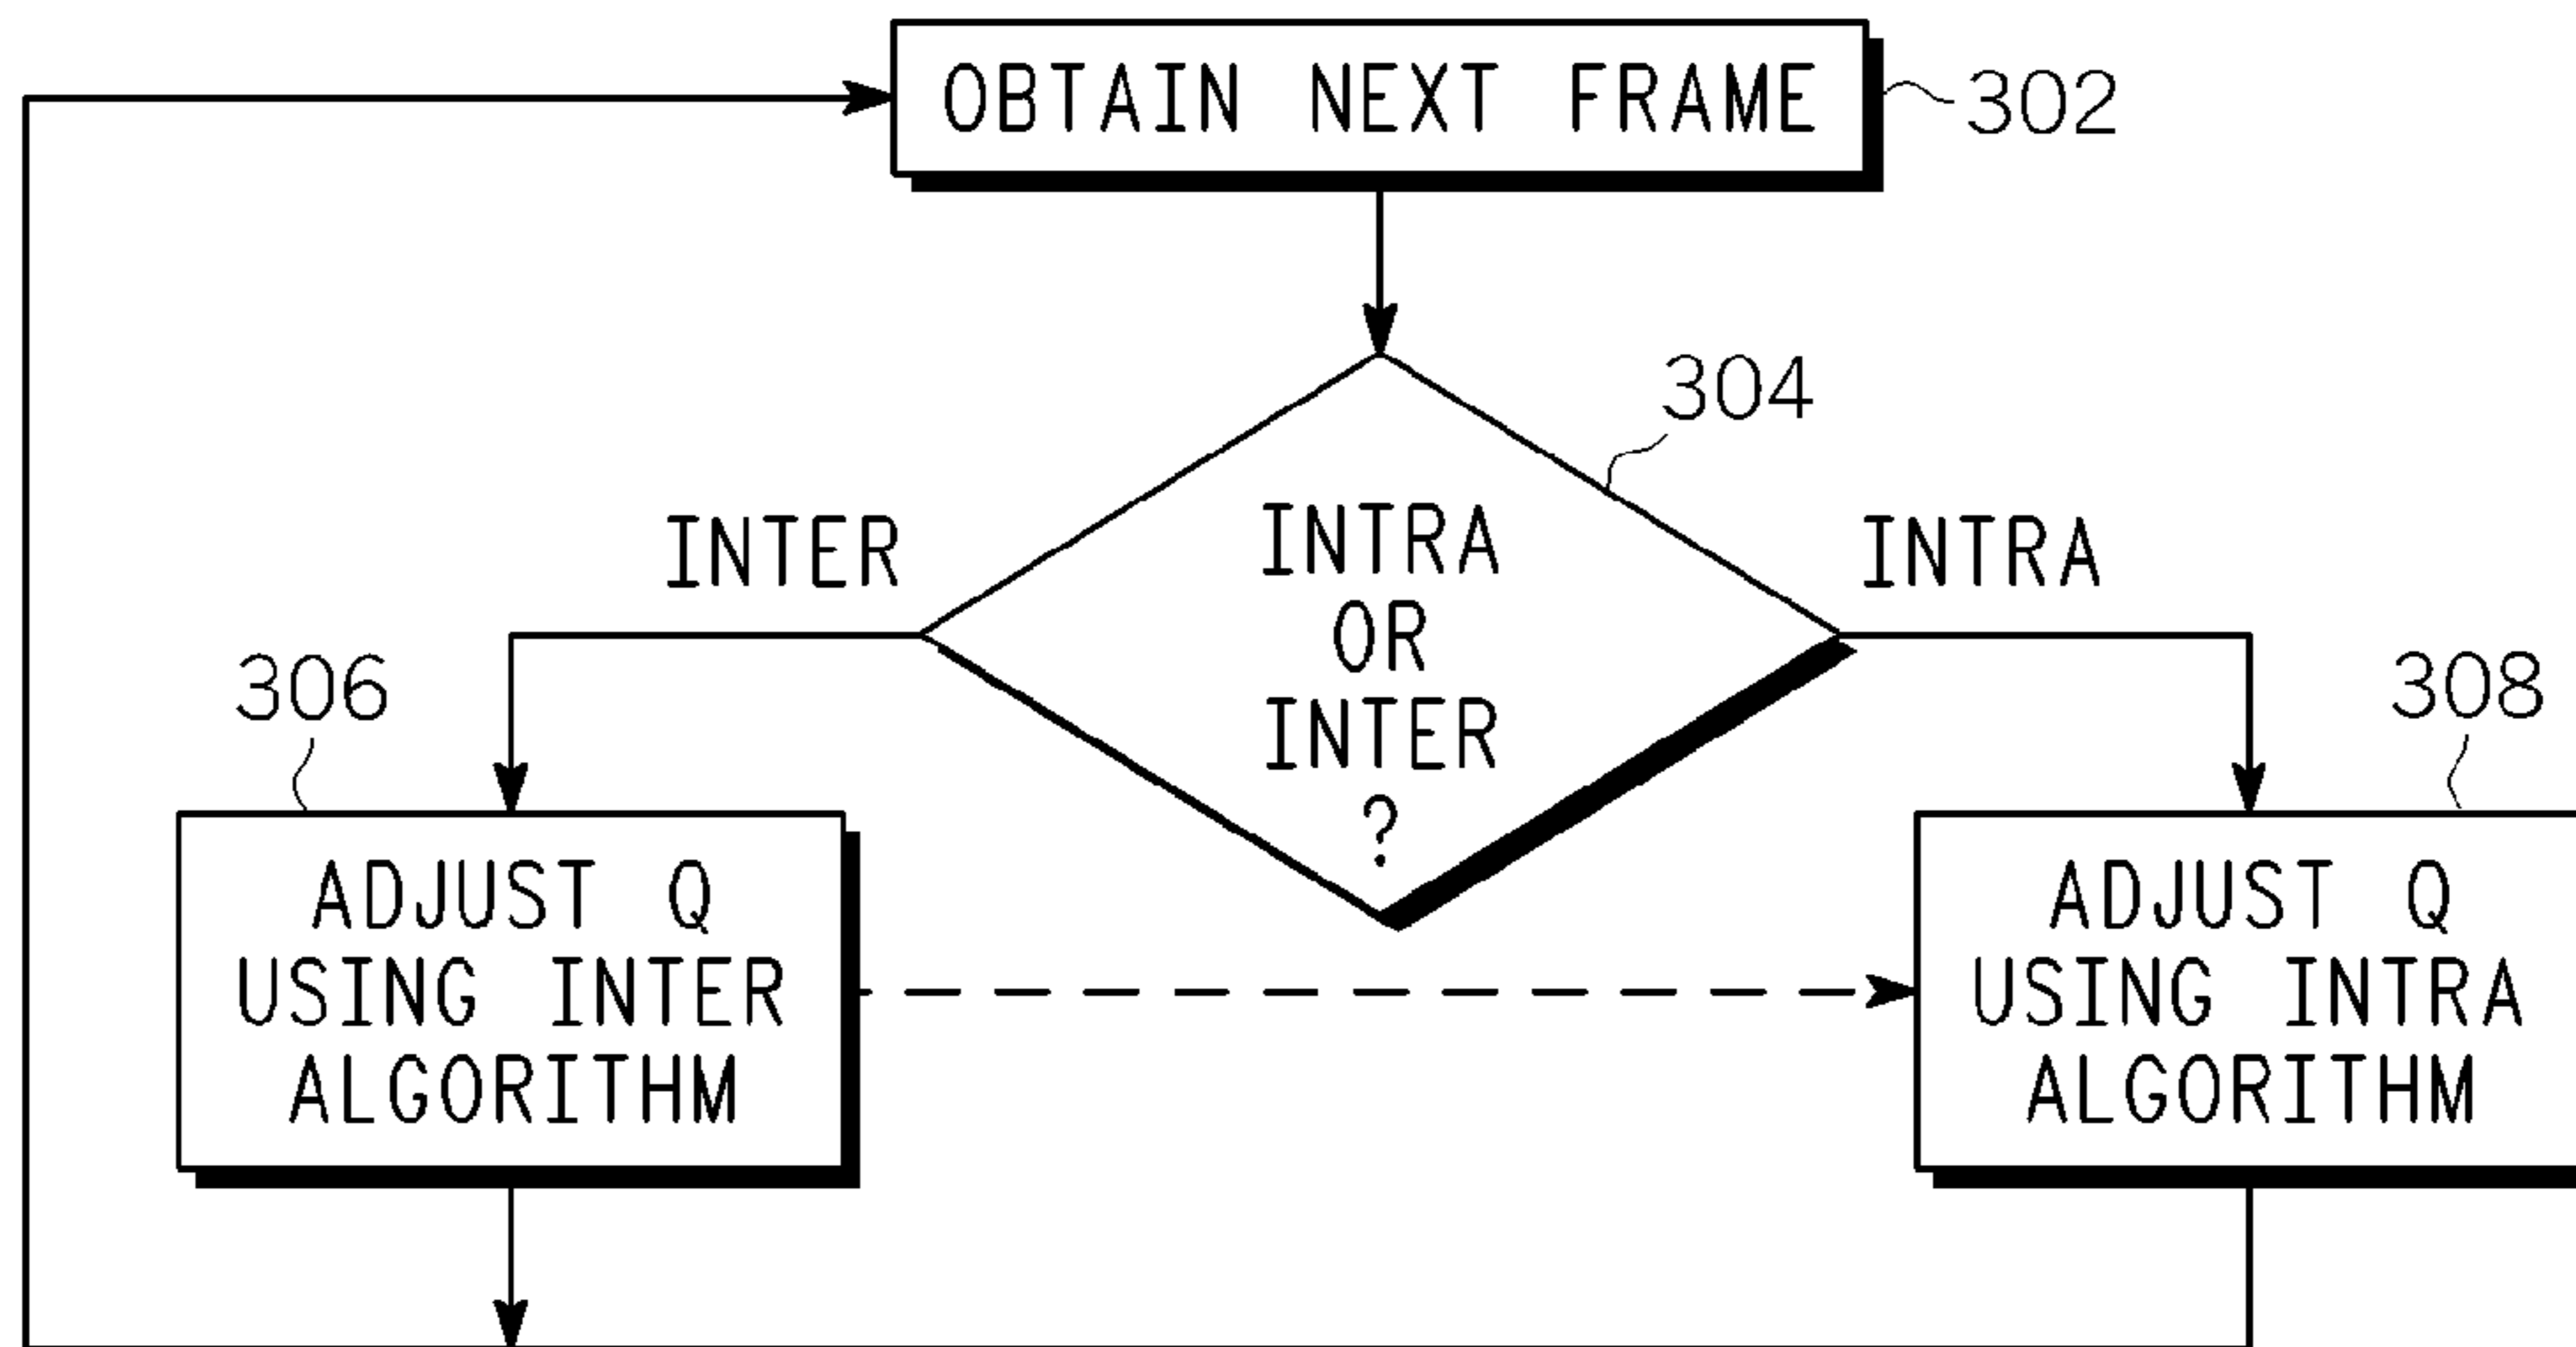 OBTAIN NEXT FRAME
302
304
INTRA
OR
INTER
?
INTER
INTRA
306
308
ADJUST Q
USING INTER
ALGORITHM
ADJUST Q
USING INTRA
ALGORITHM